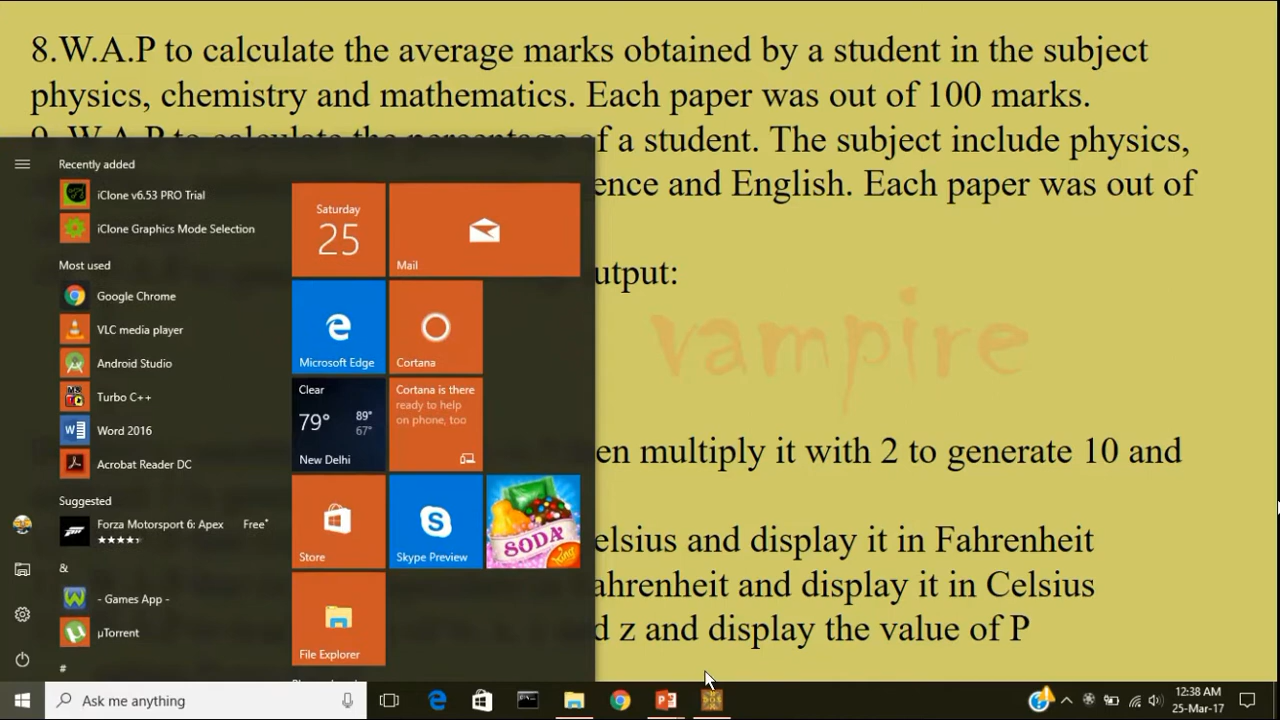 8.W.A.P to calculate the average marks obtained by a student in the subject
physics, chemistry and mathematics. Each paper was out of 100 marks.
9. W.A.P to calculate the percentage of a student. The subject include physics,
ence and English. Each paper was out of
utput:
vampire
en multiply it with 2 to generate 10 and
elsius and display it in Fahrenheit
ahrenheit and display it in Celsius
d z and display the value of P
Recently added
iClone v6.53 PRO Trial
iClone Graphics Mode Selection
Most used
Google Chrome
VLC media player
Android Studio
Turbo C++
Word 2016
Acrobat Reader DC
Suggested
Forza Motorsport 6: Apex Free*
&
- Games App -
µTorrent
#
Saturday
25
Mail
Microsoft Edge
Cortana
Clear
79° 89°
67°
New Delhi
Cortana is there
ready to help
on phone, too
Store
Skype Preview
SODA
King
File Explorer
Ask me anything
12:38 AM
25-Mar-17